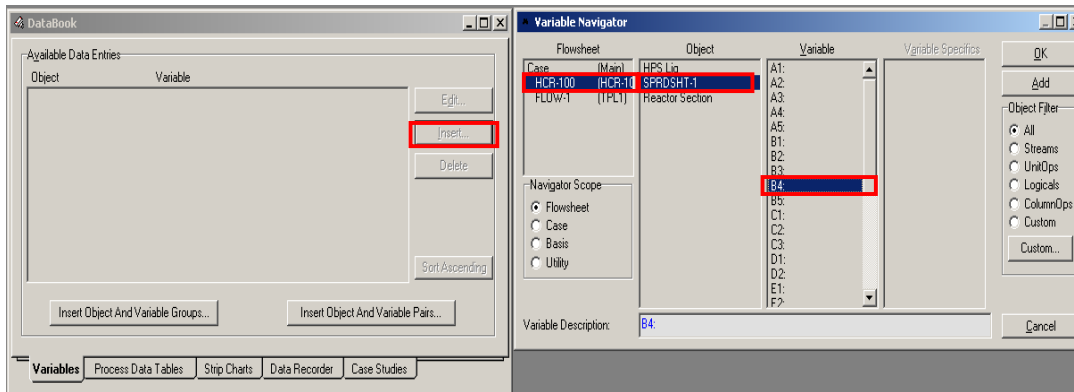 DataBook
Available Data Entries
Object Variable
Edit...
Insert...
Delete
Sort Ascending
Insert Object And Variable Groups... Insert Object And Variable Pairs...
Variables Process Data Tables Strip Charts Data Recorder Case Studies
Variable Navigator
Flowsheet Object Variable Variable Specifics
Case (Main)
HCR-100 (HCR-10
FLOW-1 (TPL1)
Navigator Scope
Flowsheet
Case
Basis
Utility
HPS Liq
SPRDSHT-1
Reactor Section
A1:
A2:
A3:
A4:
A5:
B1:
B2:
B3:
B4:
B5:
C1:
C2:
C3:
D1:
D2:
E1:
E2:
OK
Add
Object Filter
All
Streams
UnitOps
Logicals
ColumnOps
Custom
Custom...
Variable Description: B4:
Cancel